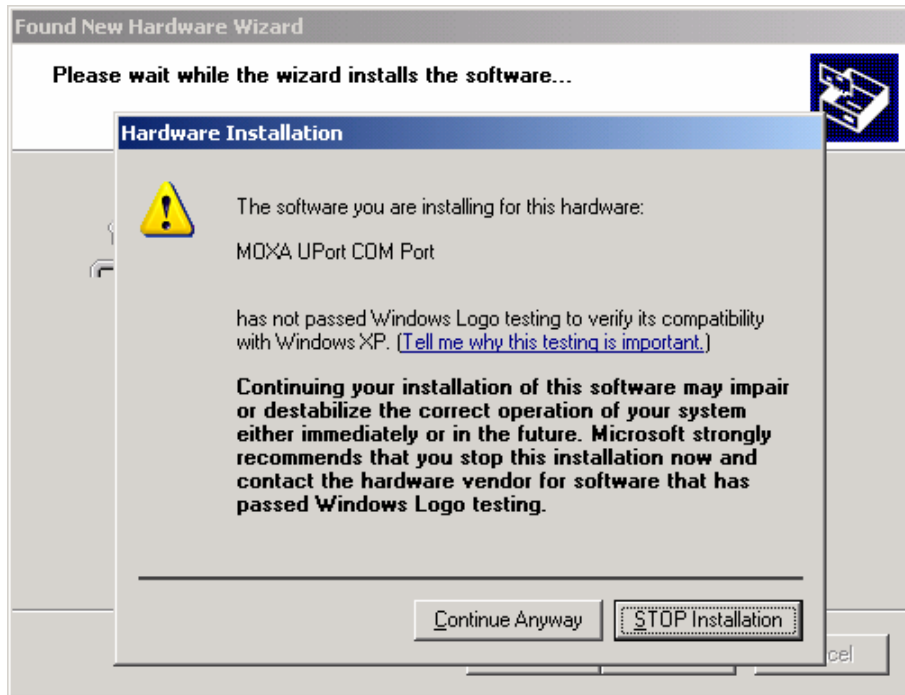 Found New Hardware Wizard
Please wait while the wizard installs the software...
Hardware Installation
The software you are installing for this hardware:
MOXA UPort COM Port
has not passed Windows Logo testing to verify its compatibility
with Windows XP. (Tell me why this testing is important.)
Continuing your installation of this software may impair
or destabilize the correct operation of your system
either immediately or in the future. Microsoft strongly
recommends that you stop this installation now and
contact the hardware vendor for software that has
passed Windows Logo testing.
Continue Anyway
STOP Installation
cel